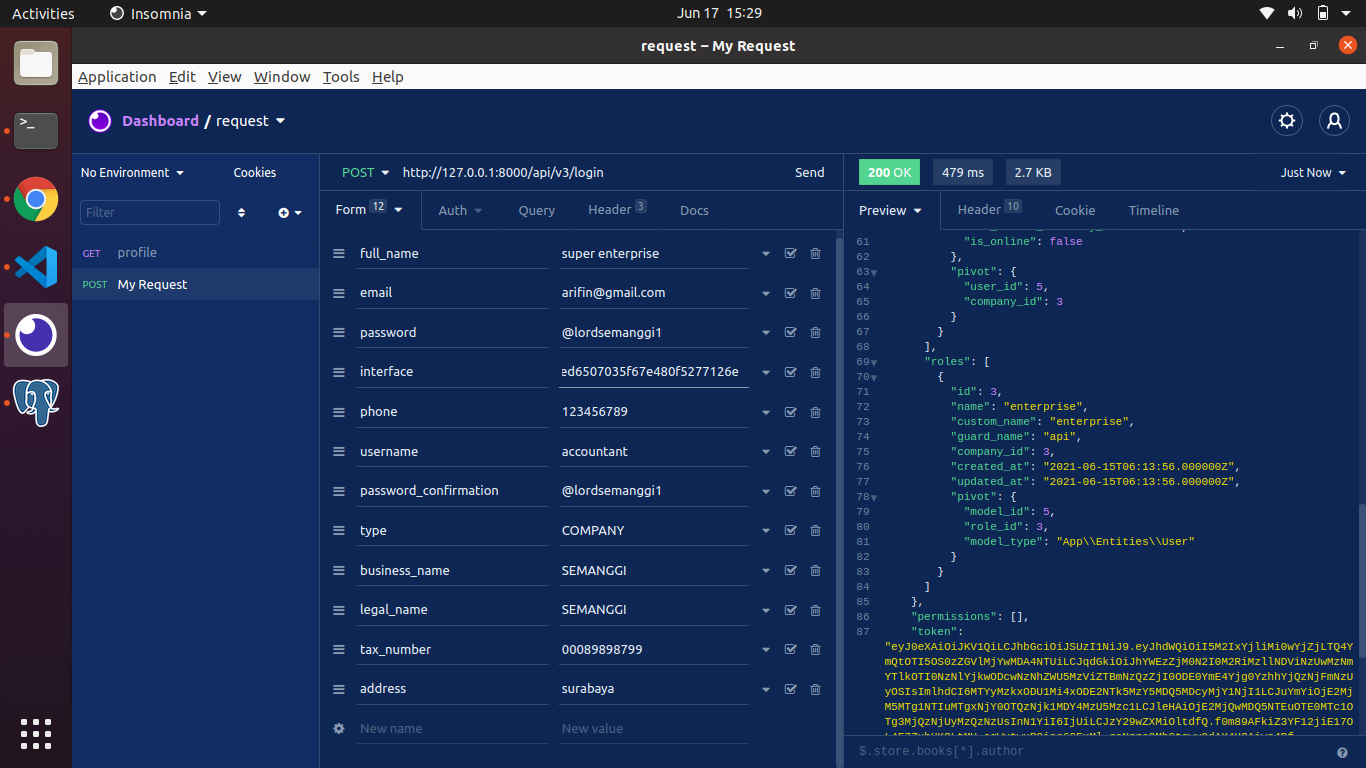 Activities Insomnia Jun 17 15:29
request – My Request
Application Edit View Window Tools Help
Dashboard / request
No Environment Cookies
POST http://127.0.0.1:8000/api/v3/login Send
200 OK 479 ms 2.7 KB Just Now
Filter
GET profile
POST My Request
Form 12 Auth Query Header 3 Docs
full_name super enterprise
email arifin@gmail.com
password @lordsemanggi1
interface ed6507035f67e480f5277126e
phone 123456789
username accountant
password_confirmation @lordsemanggi1
type COMPANY
business_name SEMANGGI
legal_name SEMANGGI
tax_number 00089898799
address surabaya
New name New value
Preview Header 10 Cookie Timeline
61 "is_online": false
62 },
63 "pivot": {
64 "user_id": 5,
65 "company_id": 3
66 }
67 }
68 ],
69 "roles": [
70 {
71 "id": 3,
72 "name": "enterprise",
73 "custom_name": "enterprise",
74 "guard_name": "api",
75 "company_id": 3,
76 "created_at": "2021-06-15T06:13:56.000000Z",
77 "updated_at": "2021-06-15T06:13:56.000000Z",
78 "pivot": {
79 "model_id": 5,
80 "role_id": 3,
81 "model_type": "App\\Entities\\User"
82 }
83 }
84 ]
85 },
86 "permissions": [],
87 "token":
$.store.books[*].author